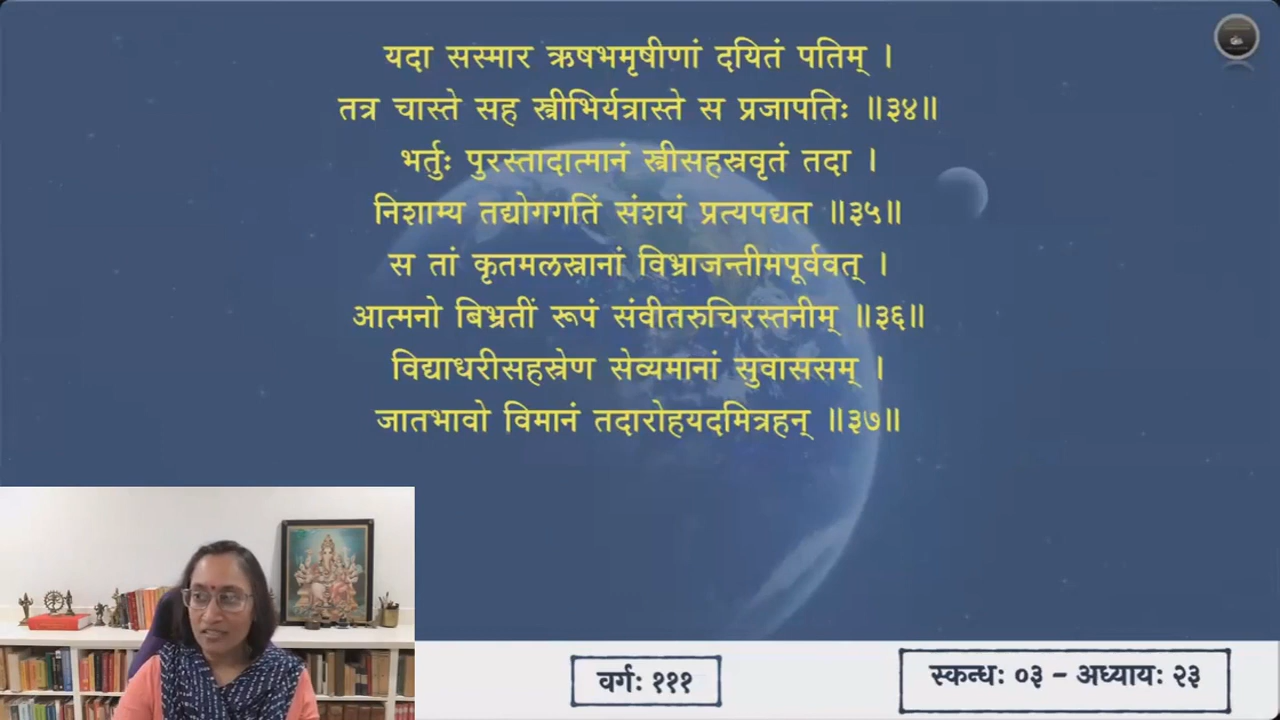 यदा सस्मार ऋषभमृषीणां दयितं पतिम् ।
तत्र चास्ते सह स्त्रीभिर्यत्रास्ते स प्रजापतिः ॥३४॥
भर्तुः पुरस्तादात्मानं स्त्रीसहस्रवृतं तदा ।
निशाम्य तद्योगगतिं संशयं प्रत्यपद्यत ॥३५॥
स तां कृतमलस्नानां विभ्राजन्तीमपूर्ववत् ।
आत्मनो बिभ्रतीं रूपं संवीतरुचिरस्तनीम् ॥३६॥
विद्याधरीसहस्रेण सेव्यमानां सुवाससम् ।
जातभावो विमानं तदारोहयदमित्रहन् ॥३७॥
वर्गः १११
स्कन्धः ०३ - अध्यायः २३